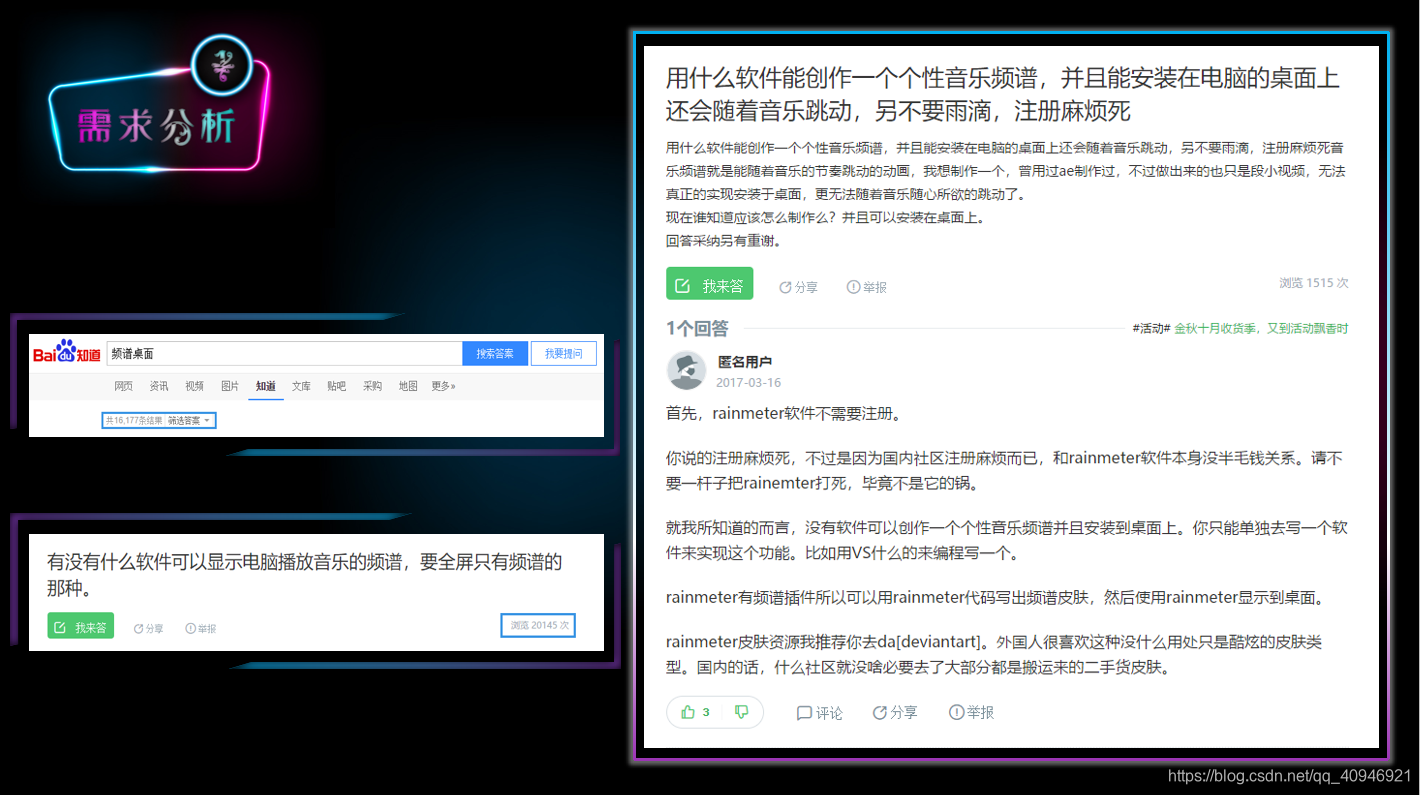 需求分析
Baidu知道
频谱桌面
搜索答案
我要提问
网页 资讯 视频 图片 知道 文库 贴吧 采购 地图 更多»
共16,177条结果 筛选答案
有没有什么软件可以显示电脑播放音乐的频谱，要全屏只有频谱的
那种。
我来答 分享 举报 浏览 20145 次
用什么软件能创作一个个性音乐频谱，并且能安装在电脑的桌面上
还会随着音乐跳动，另不要雨滴，注册麻烦死
用什么软件能创作一个个性音乐频谱，并且能安装在电脑的桌面上还会随着音乐跳动，另不要雨滴，注册麻烦死音
乐频谱就是能随着音乐的节奏跳动的动画，我想制作一个，曾用过ae制作过，不过做出来的也只是段小视频，无法
真正的实现安装于桌面，更无法随着音乐随心所欲的跳动了。
现在谁知道应该怎么制作么？并且可以安装在桌面上。
回答采纳另有重谢。
我来答 分享 举报 浏览 1515 次
1个回答 #活动# 金秋十月收货季，又到活动飘香时
匿名用户
2017-03-16
首先，rainmeter软件不需要注册。
你说的注册麻烦死，不过是因为国内社区注册麻烦而已，和rainmeter软件本身没半毛钱关系。请不
要一杆子把rainemter打死，毕竟不是它的锅。
就我所知道的而言，没有软件可以创作一个个性音乐频谱并且安装到桌面上。你只能单独去写一个软
件来实现这个功能。比如用VS什么的来编程写一个。
rainmeter有频谱插件所以可以用rainmeter代码写出频谱皮肤，然后使用rainmeter显示到桌面。
rainmeter皮肤资源我推荐你去da[deviantart]。外国人很喜欢这种没什么用处只是酷炫的皮肤类
型。国内的话，什么社区就没啥必要去了大部分都是搬运来的二手货皮肤。
3 评论 分享 举报
https://blog.csdn.net/qq_40946921